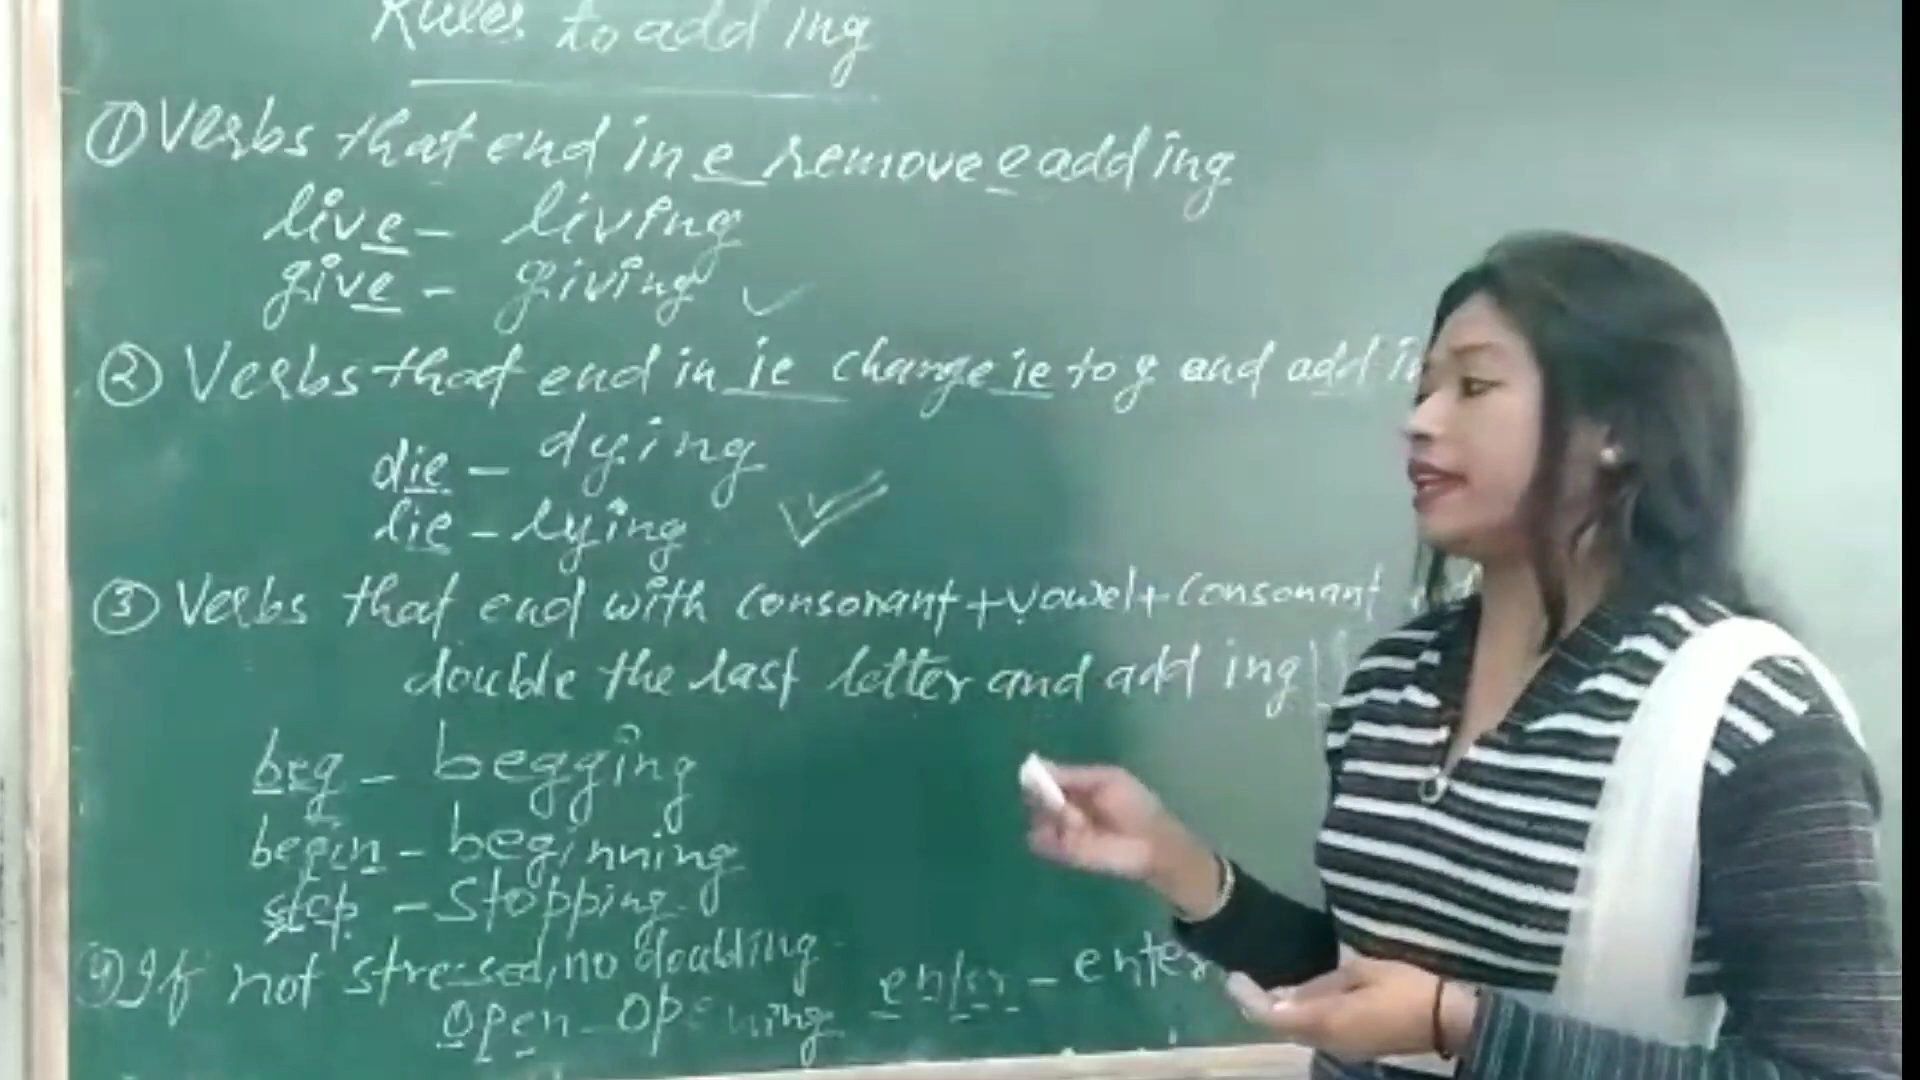 Rules to add ing
① Verbs that end in e remove e add ing
live - living
give - giving
② Verbs that end in ie change ie to y and add in
die - dying
lie - lying
③ Verbs that end with consonant + vowel + consonant
double the last letter and add ing
beg - begging
begin - beginning
stop - stopping
④ If not stressed, no doubling
open - opening
enter - enter